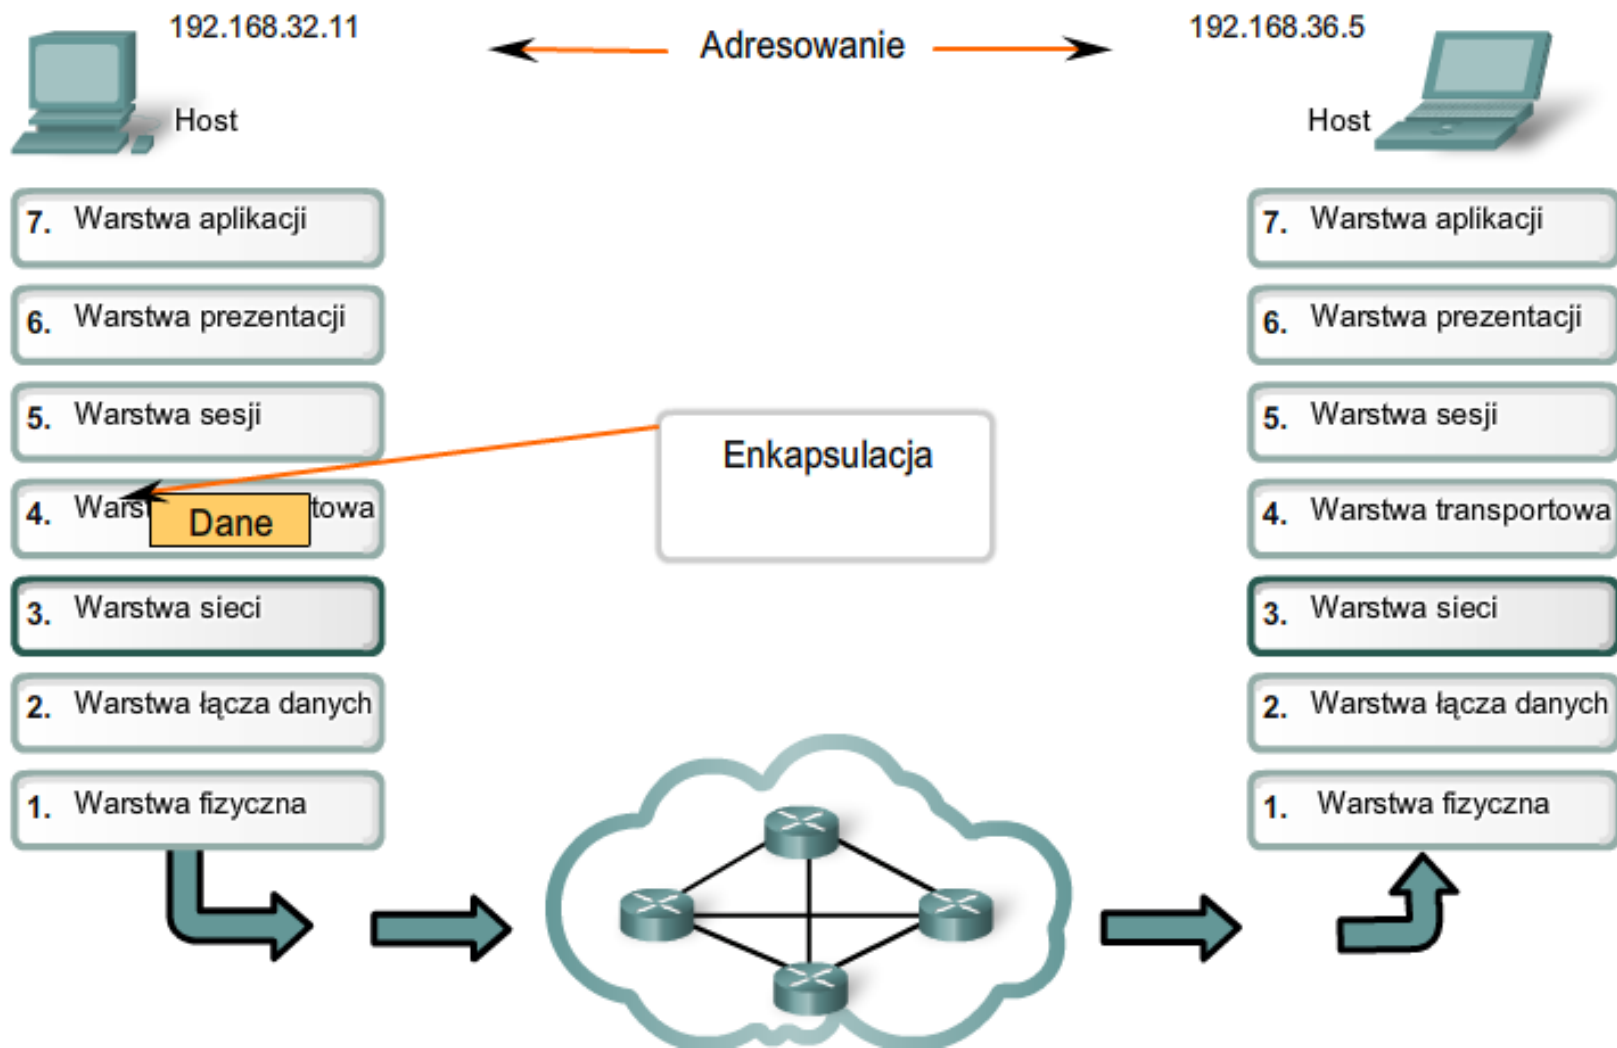 192.168.32.11
Adresowanie
192.168.36.5
Host
Host
7. Warstwa aplikacji
6. Warstwa prezentacji
5. Warstwa sesji
4. towa
Dane
3. Warstwa sieci
2. Warstwa łącza danych
1. Warstwa fizyczna
Enkapsulacja
7. Warstwa aplikacji
6. Warstwa prezentacji
5. Warstwa sesji
4. Warstwa transportowa
3. Warstwa sieci
2. Warstwa łącza danych
1. Warstwa fizyczna